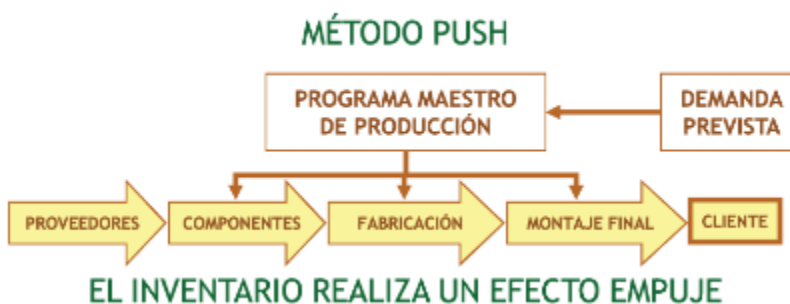 MÉTODO PUSH
PROGRAMA MAESTRO
DE PRODUCCIÓN
DEMANDA
PREVISTA
PROVEEDORES
COMPONENTES
FABRICACIÓN
MONTAJE FINAL
CLIENTE
EL INVENTARIO REALIZA UN EFECTO EMPUJE